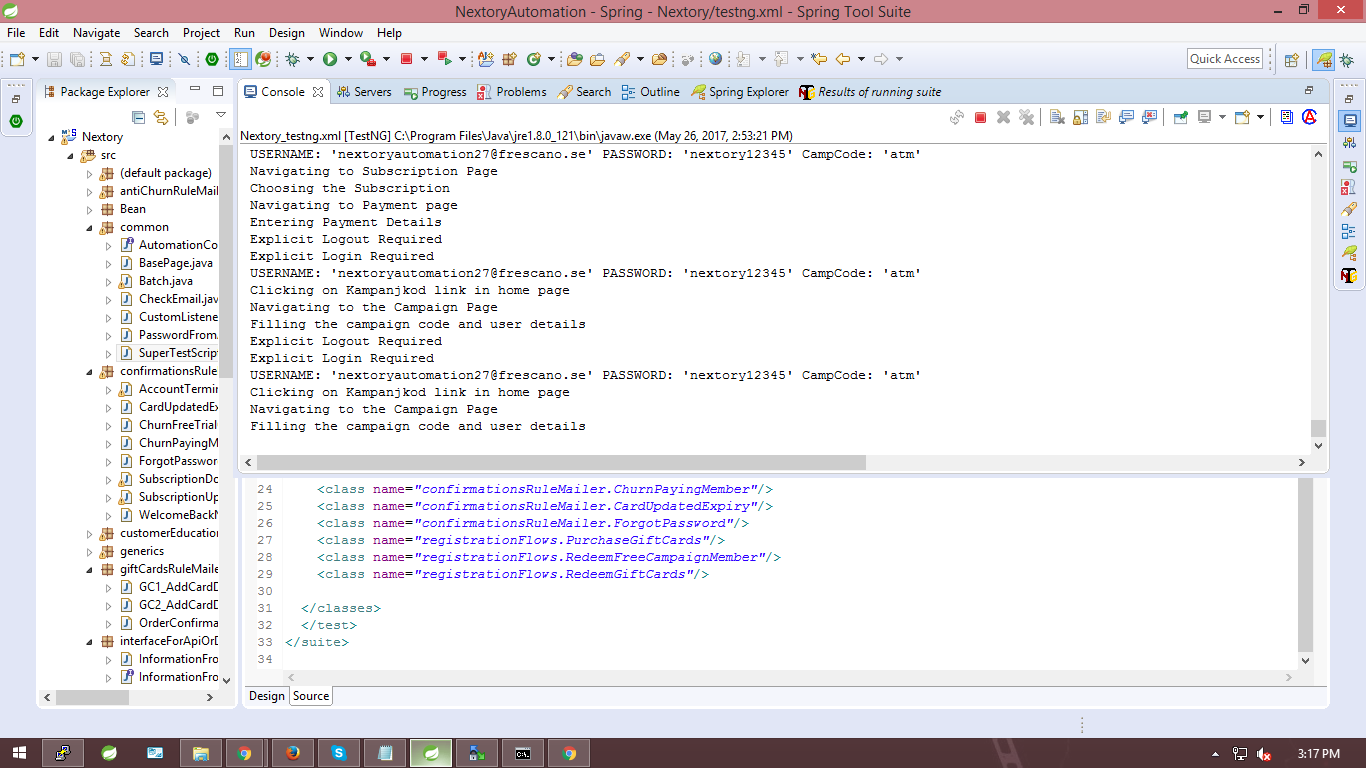 NextoryAutomation - Spring - Nextory/testng.xml - Spring Tool Suite
File Edit Navigate Search Project Run Design Window Help
Quick Access
Package Explorer
Console Servers Progress Problems Search Outline Spring Explorer Results of running suite
Nextory_testng.xml [TestNG] C:\Program Files\Java\jre1.8.0_121\bin\javaw.exe (May 26, 2017, 2:53:21 PM)
Nextory
src
(default package)
antiChurnRuleMail
Bean
common
AutomationCo
BasePage.java
Batch.java
CheckEmail.jav
CustomListene
PasswordFrom.
SuperTestScrip
confirmationsRule
AccountTermin
CardUpdatedEx
ChurnFreeTrial
ChurnPayingM
ForgotPasswor
SubscriptionDo
SubscriptionUp
WelcomeBackM
customerEducation
generics
giftCardsRuleMaile
GC1_AddCardD
GC2_AddCardD
OrderConfirma
interfaceForApiOrD
InformationFro
InformationFro
USERNAME: 'nextoryautomation27@frescano.se' PASSWORD: 'nextory12345' CampCode: 'atm'
Navigating to Subscription Page
Choosing the Subscription
Navigating to Payment page
Entering Payment Details
Explicit Logout Required
Explicit Login Required
USERNAME: 'nextoryautomation27@frescano.se' PASSWORD: 'nextory12345' CampCode: 'atm'
Clicking on Kampanjkod link in home page
Navigating to the Campaign Page
Filling the campaign code and user details
Explicit Logout Required
Explicit Login Required
USERNAME: 'nextoryautomation27@frescano.se' PASSWORD: 'nextory12345' CampCode: 'atm'
Clicking on Kampanjkod link in home page
Navigating to the Campaign Page
Filling the campaign code and user details
24 <class name="confirmationsRuleMailer.ChurnPayingMember"/>
25 <class name="confirmationsRuleMailer.CardUpdatedExpiry"/>
26 <class name="confirmationsRuleMailer.ForgotPassword"/>
27 <class name="registrationFlows.PurchaseGiftCards"/>
28 <class name="registrationFlows.RedeemFreeCampaignMember"/>
29 <class name="registrationFlows.RedeemGiftCards"/>
30
31 </classes>
32 </test>
33 </suite>
34
Design Source
3:17 PM